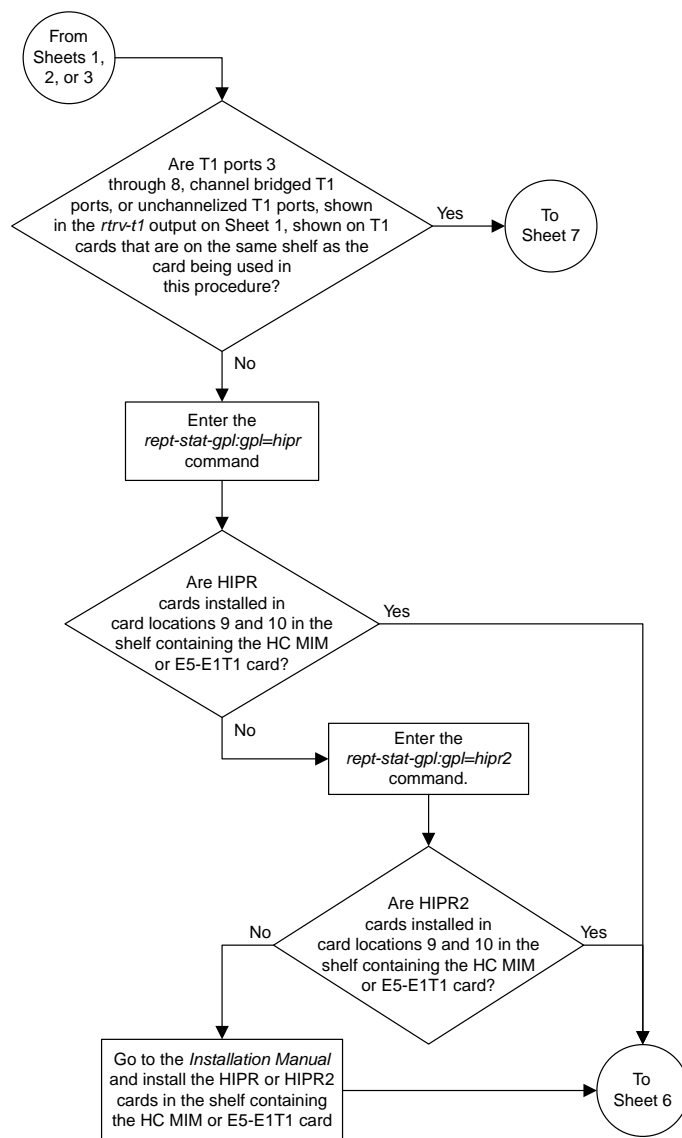 From
Sheets 1,
2, or 3
Are T1 ports 3
through 8, channel bridged T1
ports, or unchannelized T1 ports, shown
in the rtrv-t1 output on Sheet 1, shown on T1
cards that are on the same shelf as the
card being used in
this procedure?
Yes
To
Sheet 7
No
Enter the
rept-stat-gpl:gpl=hipr
command
Are HIPR
cards installed in
card locations 9 and 10 in the
shelf containing the HC MIM
or E5-E1T1 card?
Yes
No
Enter the
rept-stat-gpl:gpl=hipr2
command.
Are HIPR2
cards installed in
card locations 9 and 10 in the
shelf containing the HC MIM
or E5-E1T1 card?
No
Yes
Go to the Installation Manual
and install the HIPR or HIPR2
cards in the shelf containing
the HC MIM or E5-E1T1 card
To
Sheet 6